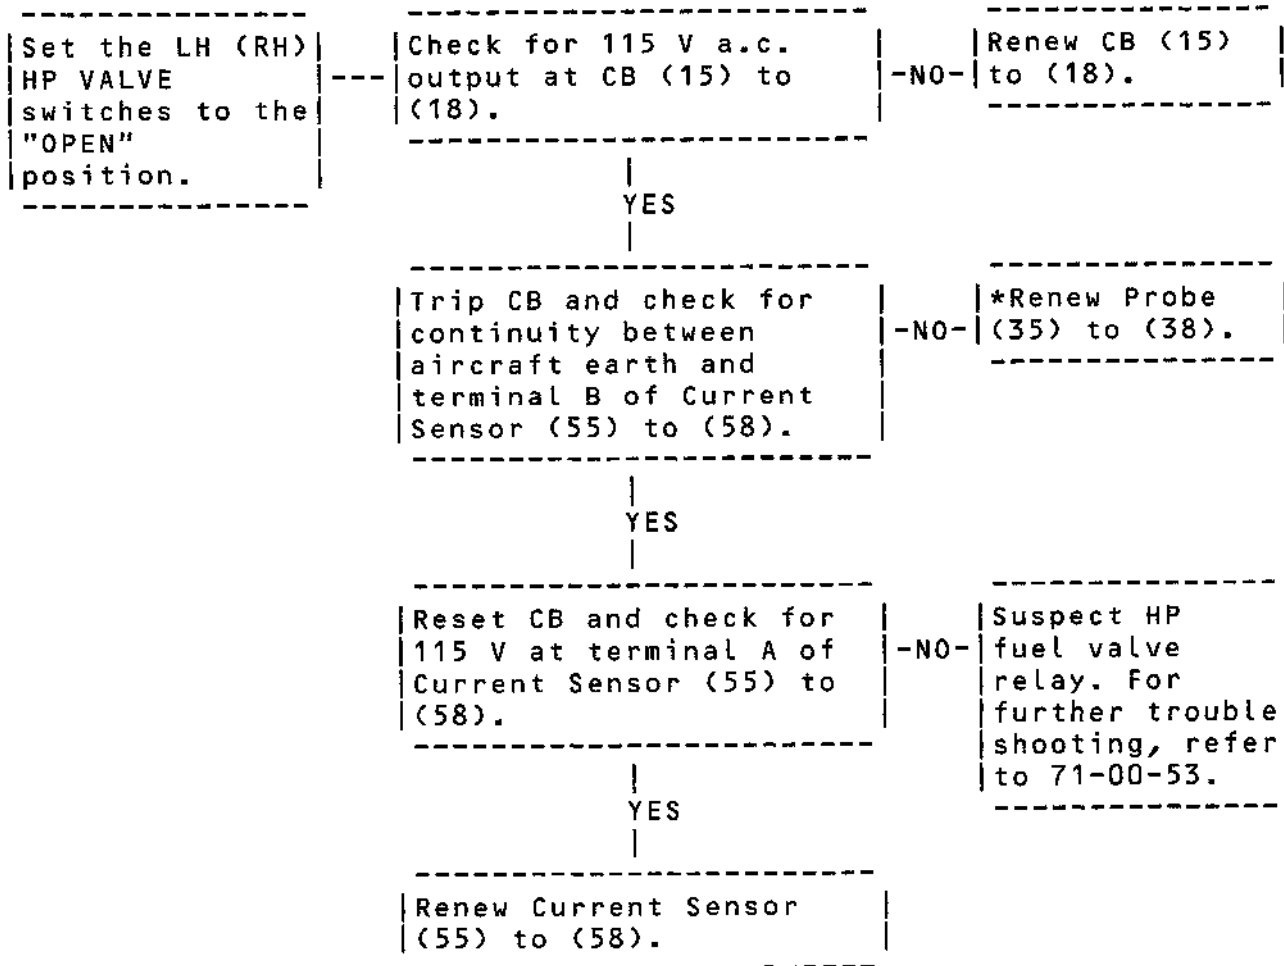 Set the LH (RH)
HP VALVE
switches to the
"OPEN"
position.
Check for 115 V a.c.
output at CB (15) to
(18).
-NO-
Renew CB (15)
to (18).
YES
Trip CB and check for
continuity between
aircraft earth and
terminal B of Current
Sensor (55) to (58).
-NO-
*Renew Probe
(35) to (38).
YES
Reset CB and check for
115 V at terminal A of
Current Sensor (55) to
(58).
-NO-
Suspect HP
fuel valve
relay. For
further trouble
shooting, refer
to 71-00-53.
YES
Renew Current Sensor
(55) to (58).